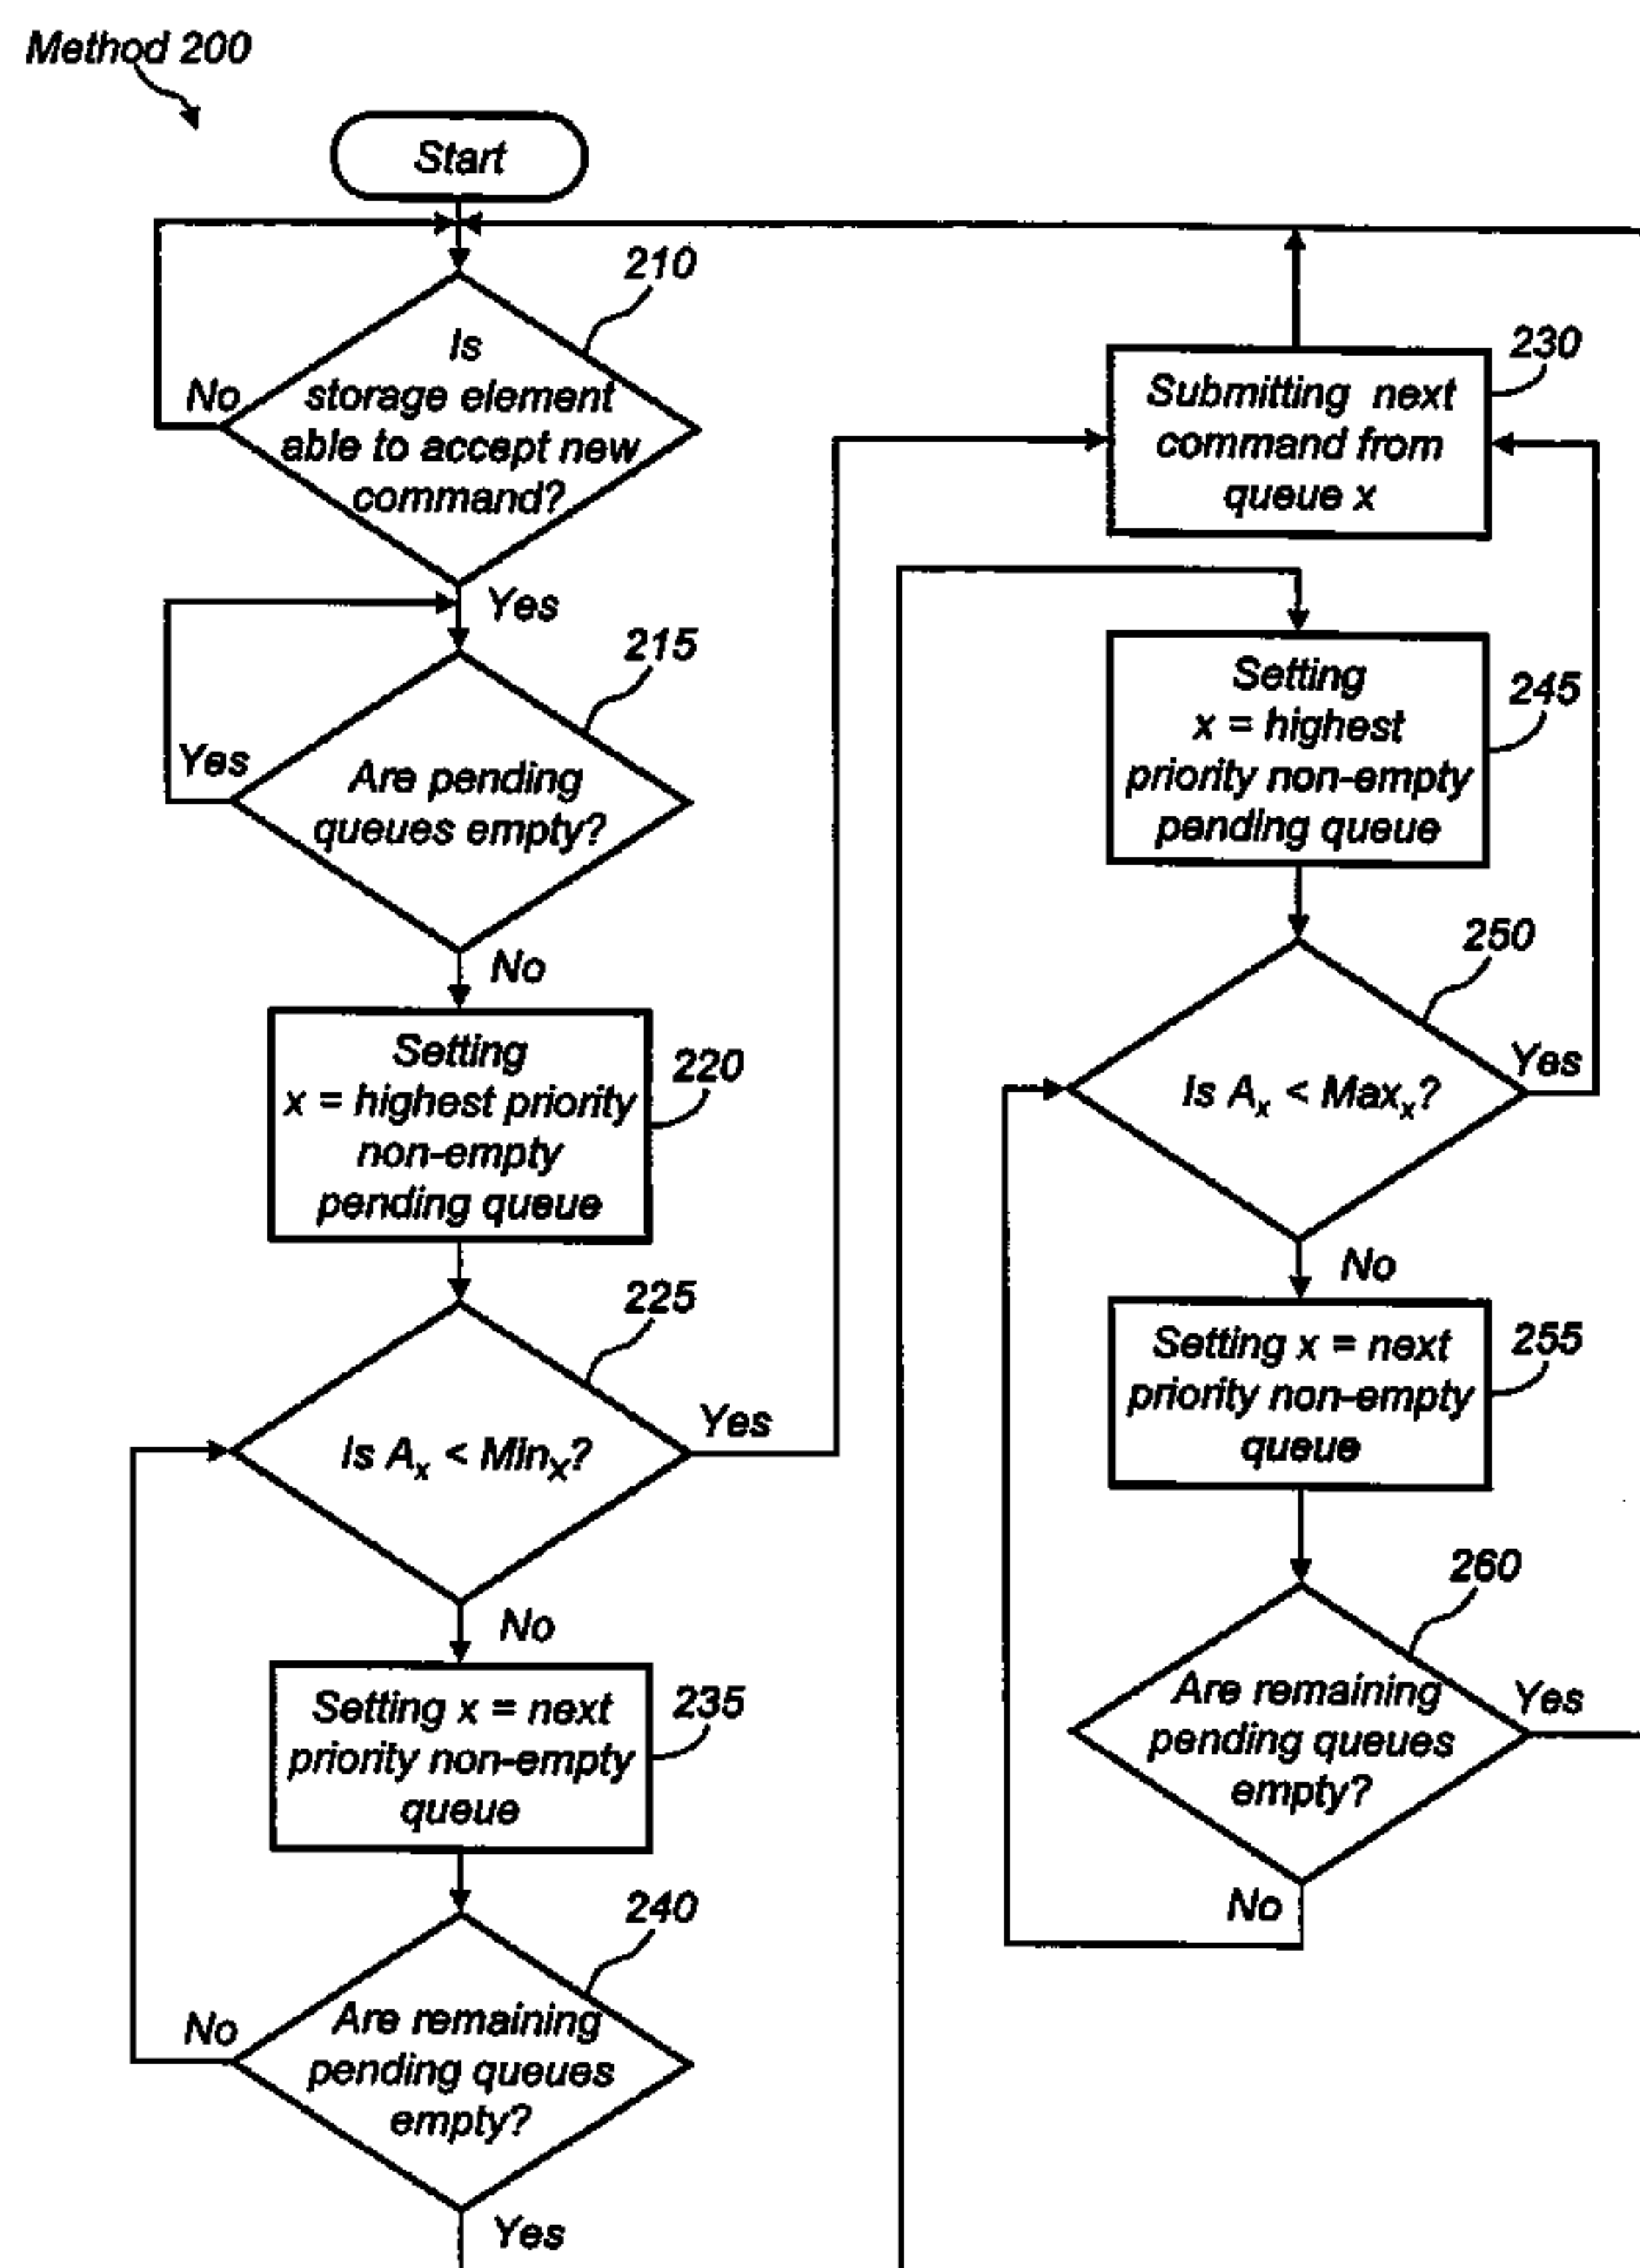 Method 200
Start
210
Is
storage element
able to accept new
command?
No
Yes
215
Are pending
queues empty?
Yes
No
Setting
x = highest priority
non-empty
pending queue
220
225
Is Ax < Minx?
Yes
No
Setting x = next
priority non-empty
queue
235
240
Are remaining
pending queues
empty?
No
Yes
230
Submitting next
command from
queue x
Setting
x = highest
priority non-empty
pending queue
245
250
Is Ax < Maxx?
Yes
No
Setting x = next
priority non-empty
queue
255
260
Are remaining
pending queues
empty?
Yes
No